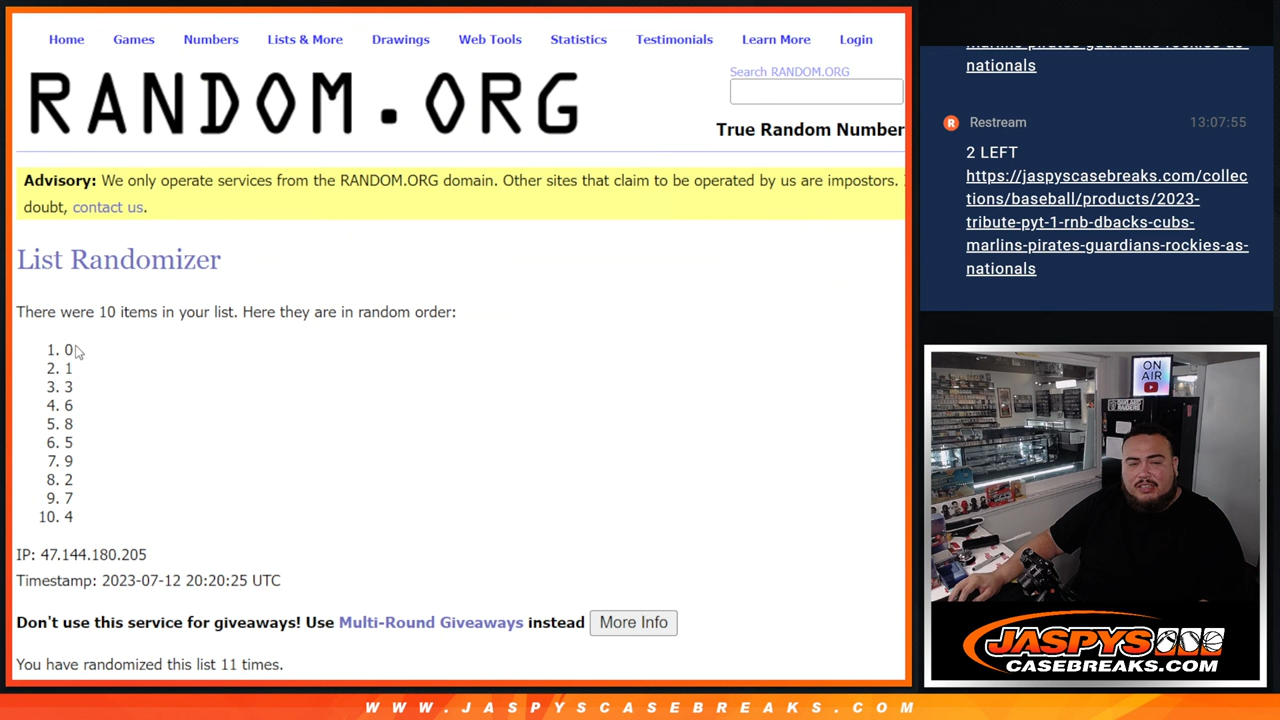 Home Games Numbers Lists & More Drawings Web Tools Statistics Testimonials Learn More Login
RANDOM.ORG
Search RANDOM.ORG
True Random Number
Advisory: We only operate services from the RANDOM.ORG domain. Other sites that claim to be operated by us are impostors.
doubt, contact us.
List Randomizer
There were 10 items in your list. Here they are in random order:
1. 0
2. 1
3. 3
4. 6
5. 8
6. 5
7. 9
8. 2
9. 7
10. 4
IP: 47.144.180.205
Timestamp: 2023-07-12 20:20:25 UTC
Don't use this service for giveaways! Use Multi-Round Giveaways instead More Info
You have randomized this list 11 times.
marlins-pirates-guardians-rockies-as-
nationals
R Restream 13:07:55
2 LEFT
https://jaspyscasebreaks.com/collec
tions/baseball/products/2023-
tribute-pyt-1-rnb-dbacks-cubs-
marlins-pirates-guardians-rockies-as-
nationals
ON
AIR
JASPYS
CASEBREAKS.COM
WWW.JASPYSCASEBREAKS.COM